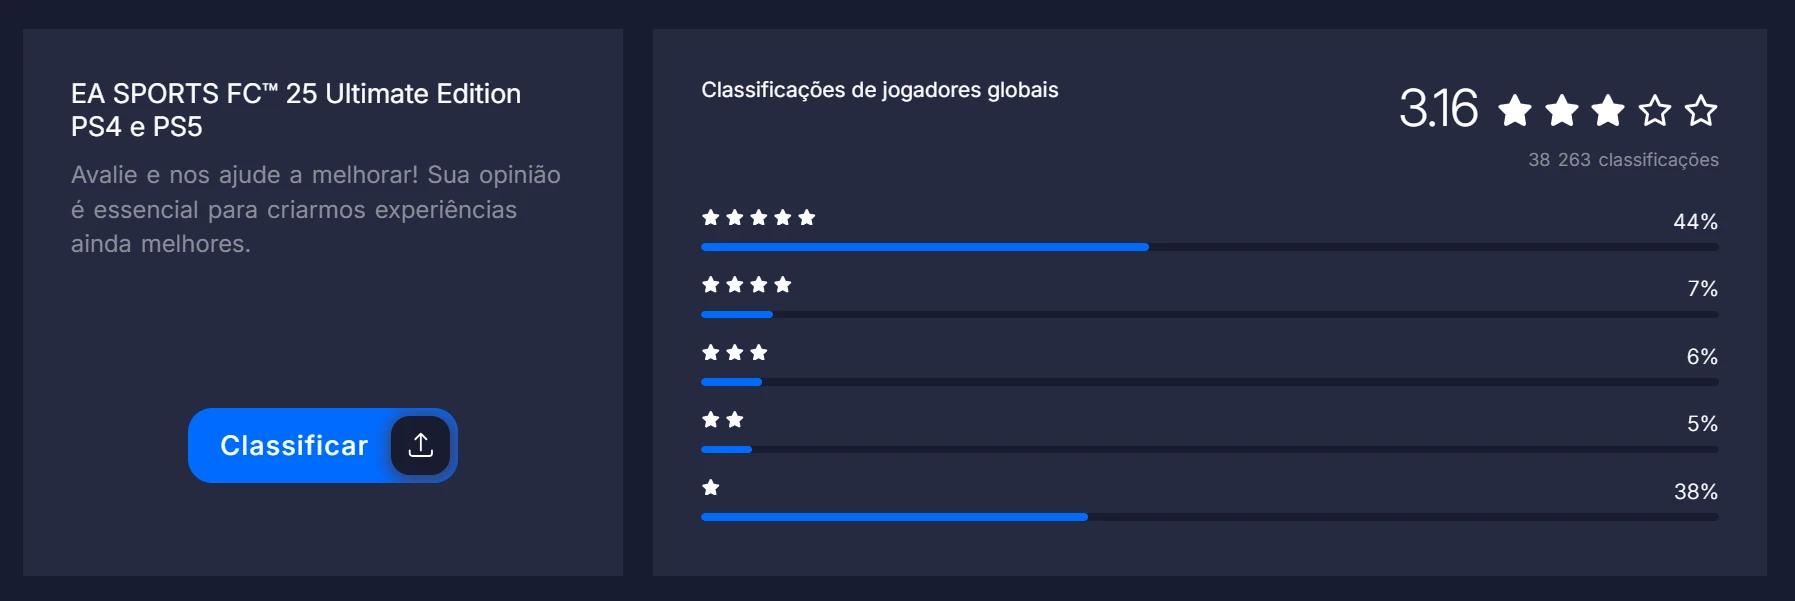 EA SPORTS FC™ 25 Ultimate Edition
PS4 e PS5
Avalie e nos ajude a melhorar! Sua opinião
é essencial para criarmos experiências
ainda melhores.
Classificar
Classificações de jogadores globais
3.16
38 263 classificações
44%
7%
6%
5%
38%